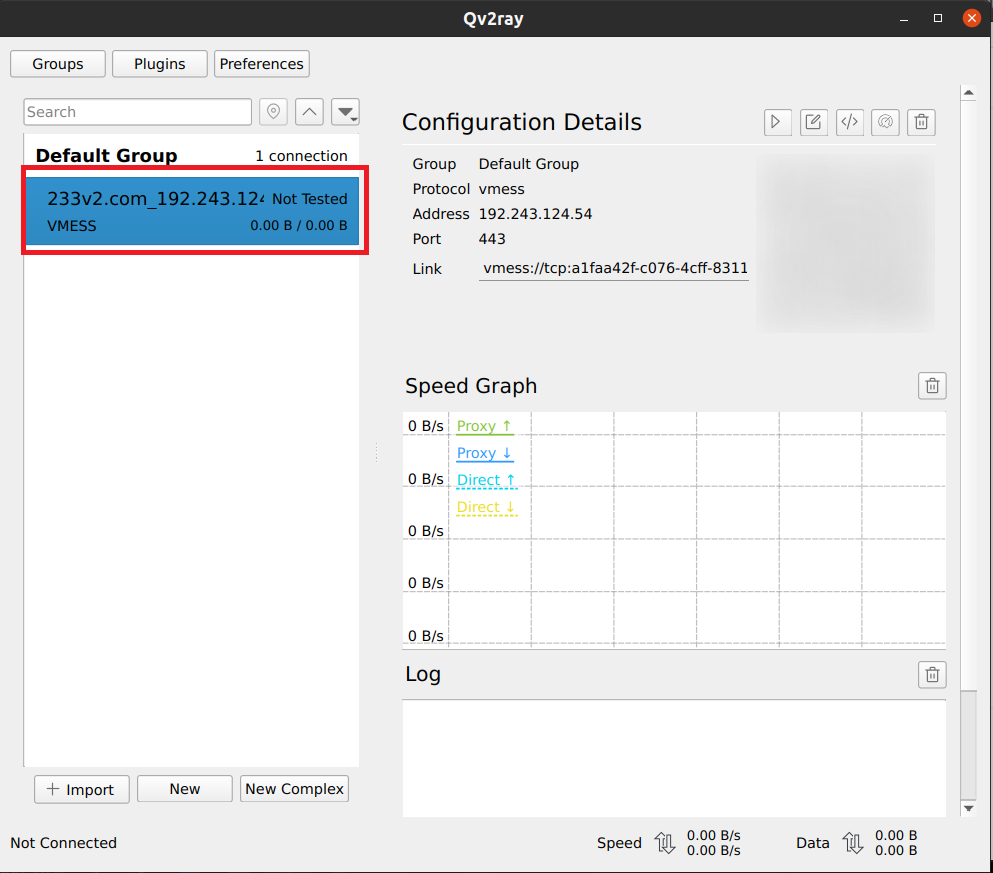 Qv2ray
Groups Plugins Preferences
Search
Default Group 1 connection
233v2.com_192.243.124 Not Tested
VMESS 0.00 B / 0.00 B
Configuration Details
Group Default Group
Protocol vmess
Address 192.243.124.54
Port 443
Link vmess://tcp:a1faa42f-c076-4cff-8311
Speed Graph
0 B/s Proxy ↑
Proxy ↓
0 B/s Direct ↑
Direct ↓
0 B/s
0 B/s
0 B/s
Log
+ Import New New Complex
Not Connected
Speed 0.00 B/s
0.00 B/s
Data 0.00 B
0.00 B